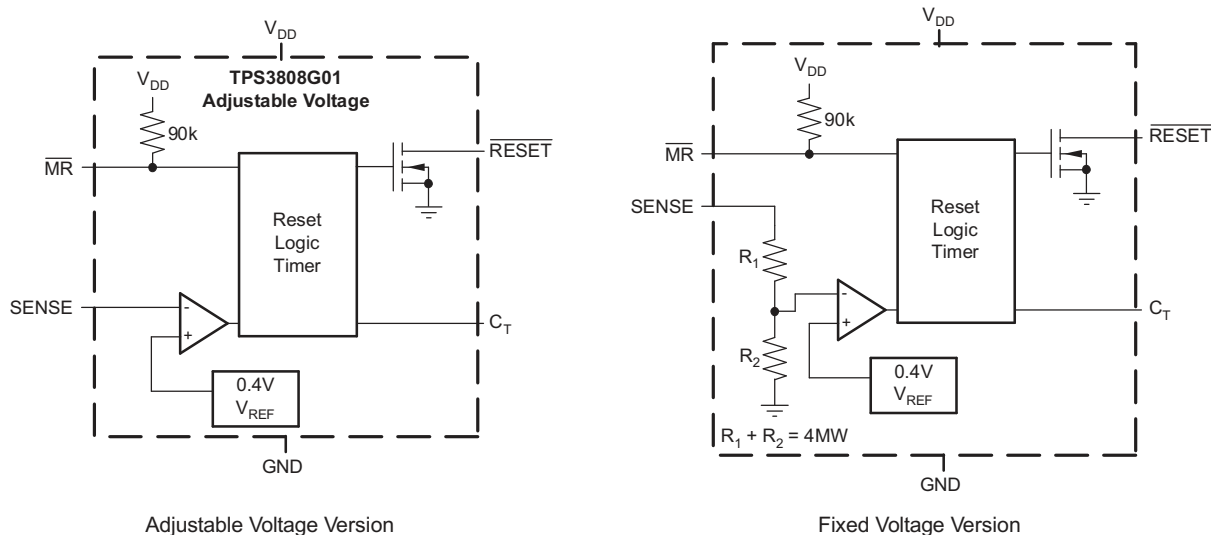 V_DD
V_DD
TPS3808G01
Adjustable Voltage
90k
MR
RESET
Reset
Logic
Timer
SENSE
-
+
C_T
0.4V
V_REF
GND
Adjustable Voltage Version
V_DD
V_DD
90k
MR
RESET
SENSE
Reset
Logic
Timer
R_1
-
+
C_T
R_2
0.4V
V_REF
R_1 + R_2 = 4MW
GND
Fixed Voltage Version